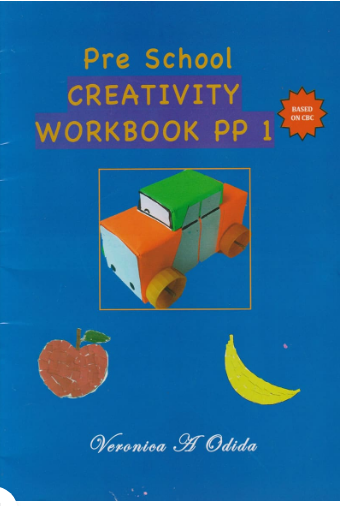 Pre School
CREATIVITY
WORKBOOK PP 1
BASED
ON CBC
Veronica A Odida